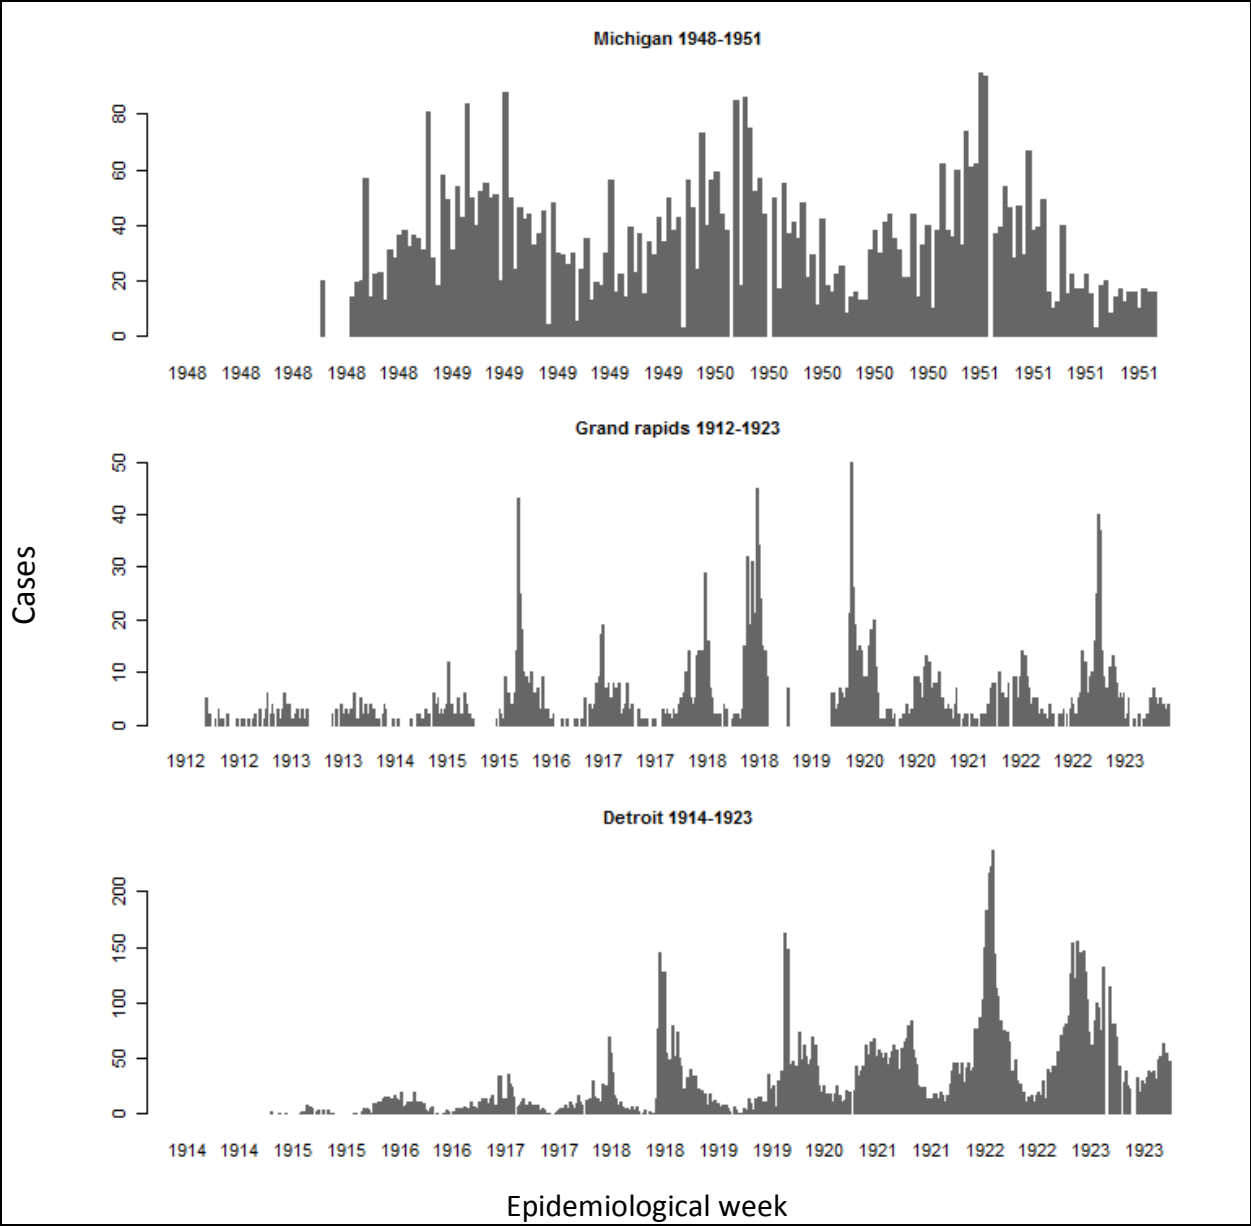 Michigan 1948-1951
80
60
40
20
0
1948 1948 1948 1948 1948 1949 1949 1949 1949 1949 1950 1950 1950 1950 1950 1951 1951 1951 1951
Grand rapids 1912-1923
50
40
30
20
10
0
1912 1912 1913 1913 1914 1915 1915 1916 1917 1917 1918 1918 1919 1920 1920 1921 1922 1922 1923
Cases
Detroit 1914-1923
200
150
100
50
0
1914 1914 1915 1915 1916 1916 1917 1917 1918 1918 1919 1919 1920 1921 1921 1922 1922 1923 1923
Epidemiological week